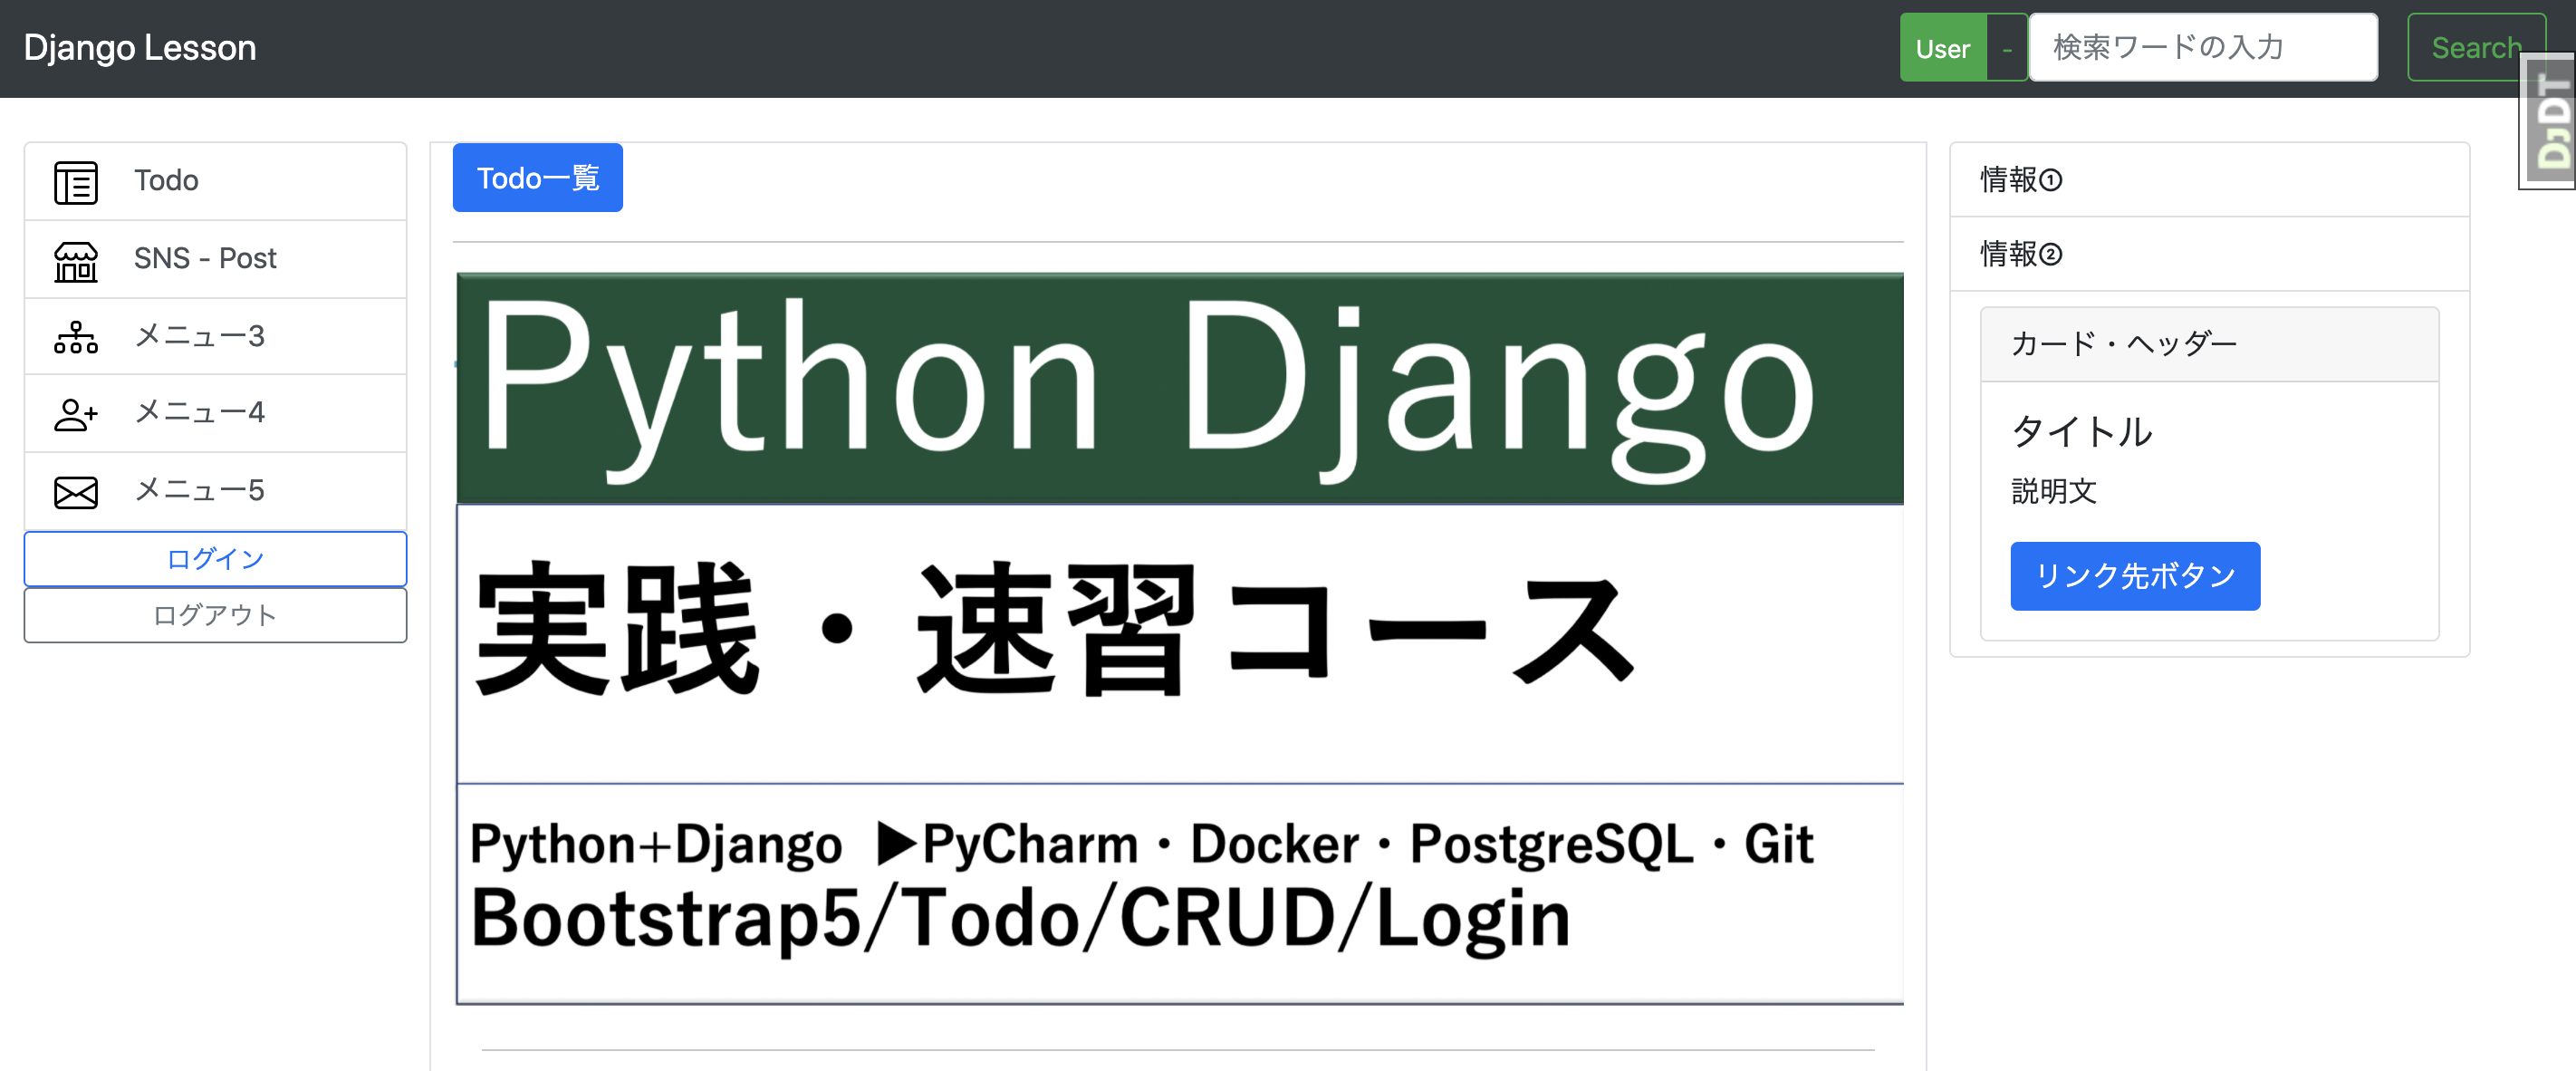 Django Lesson
User
-
検索ワードの入力
Search
DjDT
Todo
SNS - Post
メニュー3
メニュー4
メニュー5
ログイン
ログアウト
Todo一覧
Python Django
実践・速習コース
Python+Django ▶PyCharm・Docker・PostgreSQL・Git
Bootstrap5/Todo/CRUD/Login
情報①
情報②
カード・ヘッダー
タイトル
説明文
リンク先ボタン